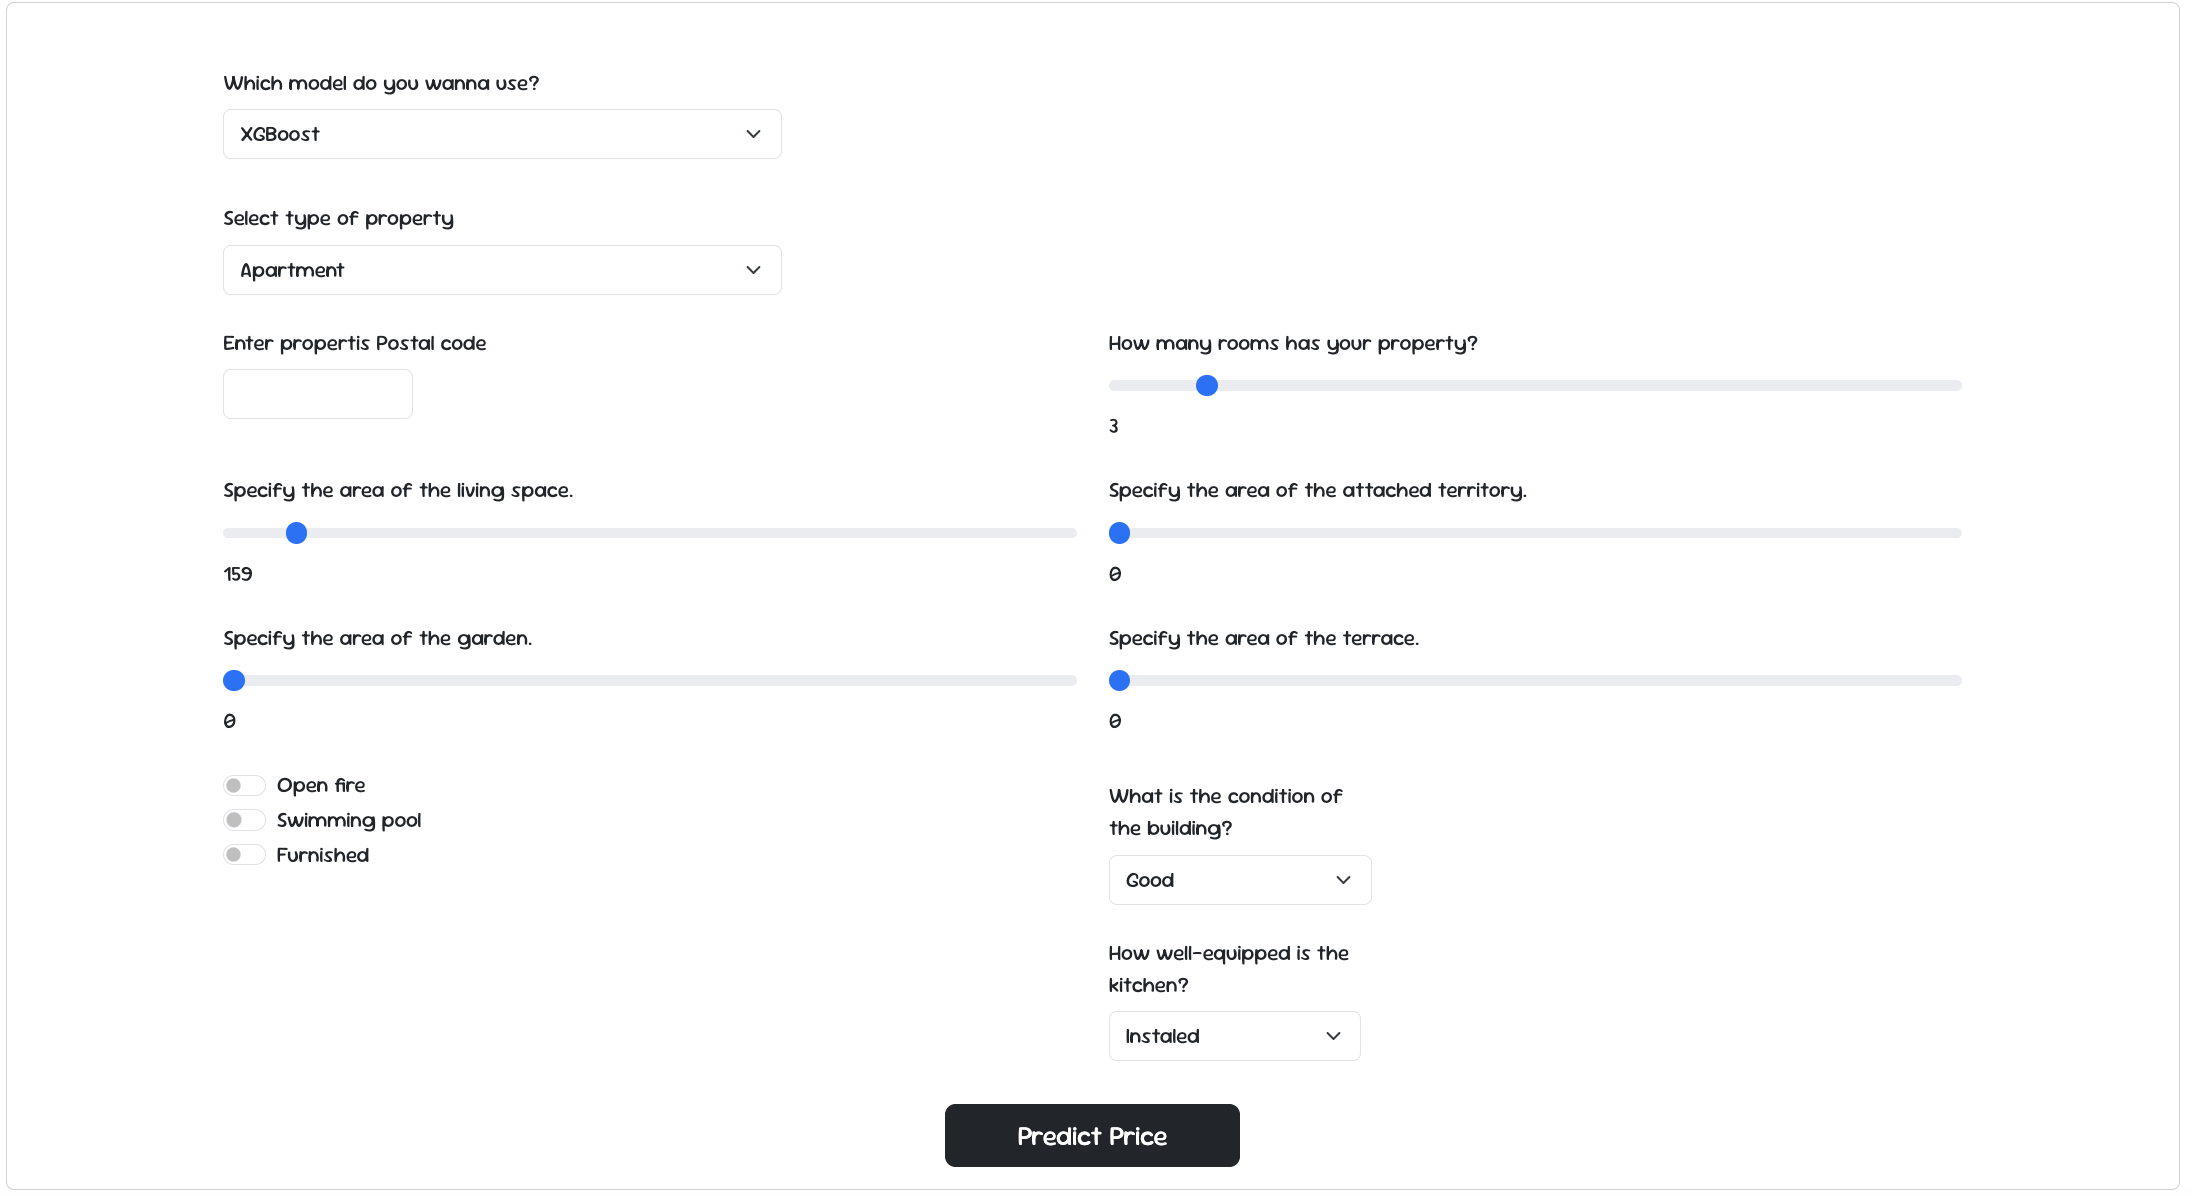 Which model do you wanna use?
XGBoost
Select type of property
Apartment
Enter propertis Postal code
How many rooms has your property?
3
Specify the area of the living space.
159
Specify the area of the attached territory.
0
Specify the area of the garden.
0
Specify the area of the terrace.
0
Open fire
Swimming pool
Furnished
What is the condition of
the building?
Good
How well-equipped is the
kitchen?
Instaled
Predict Price